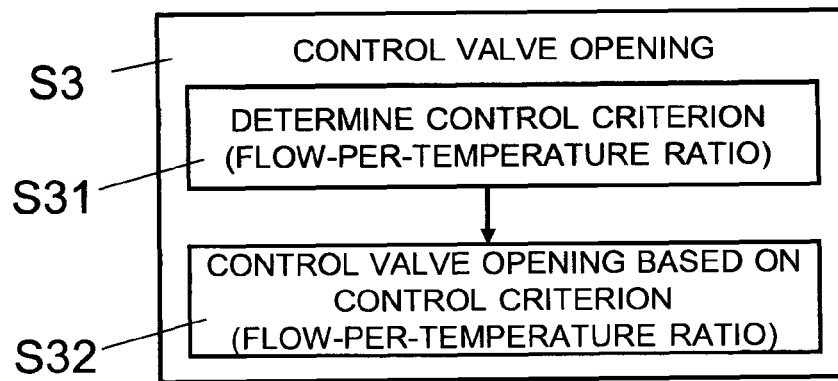 CONTROL VALVE OPENING
S3
DETERMINE CONTROL CRITERION
(FLOW-PER-TEMPERATURE RATIO)
S31
CONTROL VALVE OPENING BASED ON
CONTROL CRITERION
(FLOW-PER-TEMPERATURE RATIO)
S32